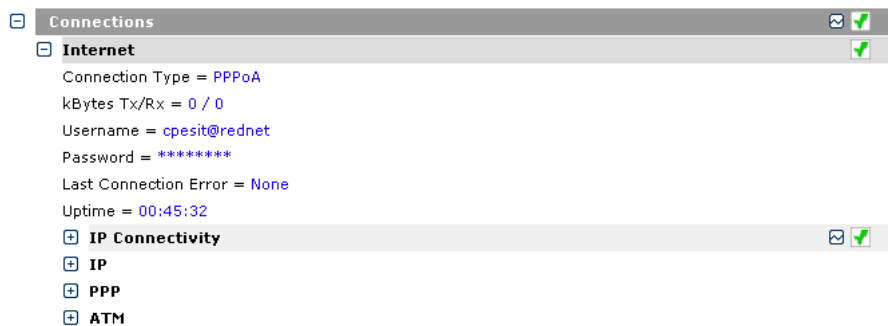 Connections
Internet
Connection Type = PPPoA
kBytes Tx/Rx = 0 / 0
Username = cpesit@rednet
Password = ********
Last Connection Error = None
Uptime = 00:45:32
IP Connectivity
IP
PPP
ATM